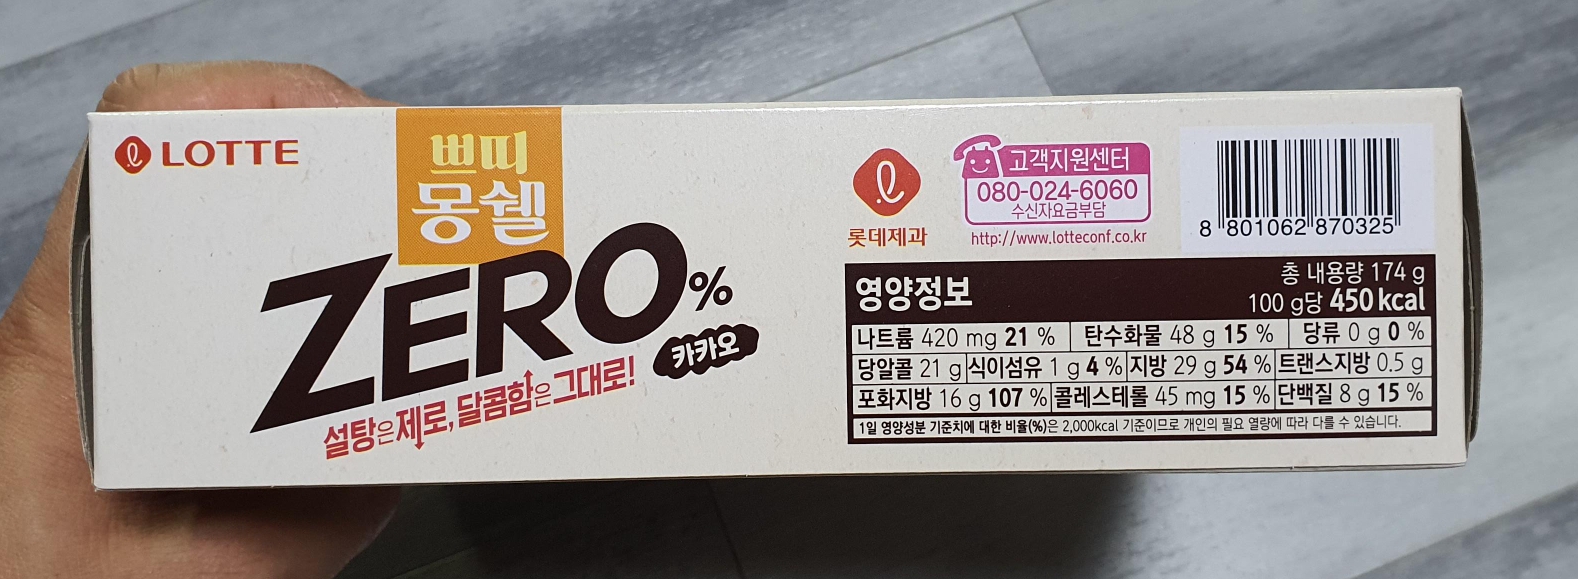 LOTTE
쁘띠
몽쉘
ZERO%
카카오
설탕은제로, 달콤함은그대로!
롯데제과
고객지원센터
080-024-6060
수신자요금부담
http://www.lotteconf.co.kr
8 801062 870325
영양정보
총 내용량 174 g
100 g당 450 kcal
나트륨 420 mg 21 % 탄수화물 48 g 15 % 당류 0 g 0 %
당알콜 21 g 식이섬유 1 g 4 % 지방 29 g 54 % 트랜스지방 0.5 g
포화지방 16 g 107 % 콜레스테롤 45 mg 15 % 단백질 8 g 15 %
1일 영양성분 기준치에 대한 비율(%)은 2,000kcal 기준이므로 개인의 필요 열량에 따라 다를 수 있습니다.